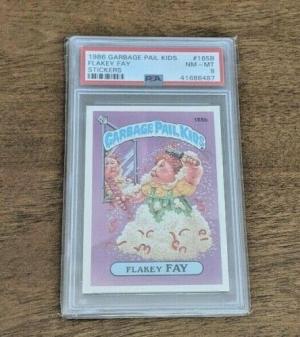 1986 GARBAGE PAIL KIDS #165B
FLAKEY FAY NM - MT
STICKERS 8
PSA 41686487
165b
GARBAGE PAIL KIDS
FLAKEY FAY